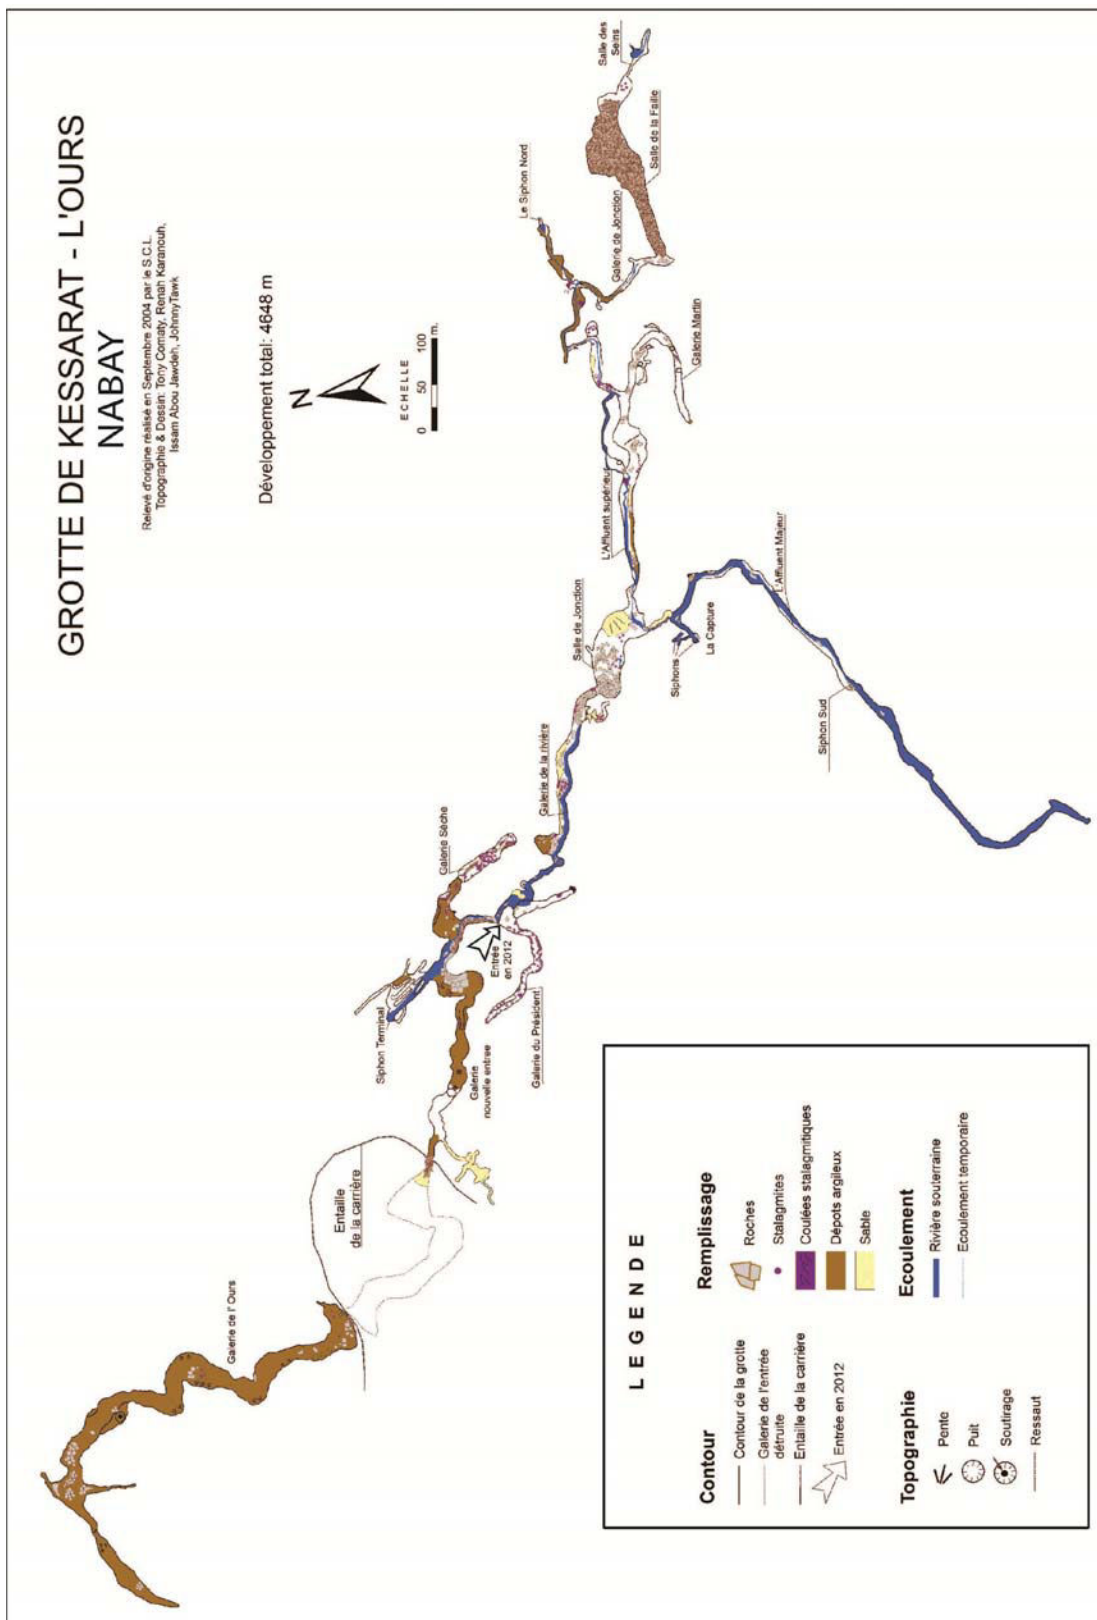 GROTTE DE KESSARAT - L'OURS
NABAY
Relevé d'origine réalisé en Septembre 2004 par le S.C.L.
Topographie & Dessin: Tony Comaty, Renah Karanouh,
Issam Abou Jawdeh, JohnnyTawk
Développement total: 4648 m
N
ECHELLE
0 50 100 m.
Galerie de l' Ours
Entaille
de la carrière
Siphon Terminal
Galerie
nouvelle entree
Galerie Sèche
Entrée
en 2012
Galerie du Président
Galerie de la rivière
Salle de Jonction
Siphons
La Capture
L'Affluent supérieur
L'Affluent Majeur
Siphon Sud
Galerie Martin
Le Siphon Nord
Galerie de Jonction
Salle de la Faille
Salle des
Seins
LEGENDE
Contour
Contour de la grotte
Galerie de l'entrée
détruite
Entaille de la carrière
Entrée en 2012
Topographie
Pente
Puit
Soutirage
Ressaut
Remplissage
Roches
Stalagmites
Coulées stalagmitiques
Dépots argileux
Sable
Ecoulement
Rivière souterraine
Ecoulement temporaire